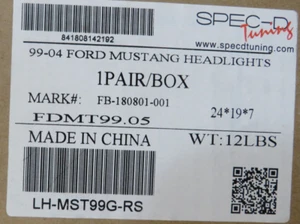 841808142192
SPEC-D
Tuning
www.specdtuning.com
99-04 FORD MUSTANG HEADLIGHTS
1PAIR/BOX
MARK#: FB-180801-001 24*19*7
FDMT99.05
MADE IN CHINA WT:12LBS
LH-MST99G-RS